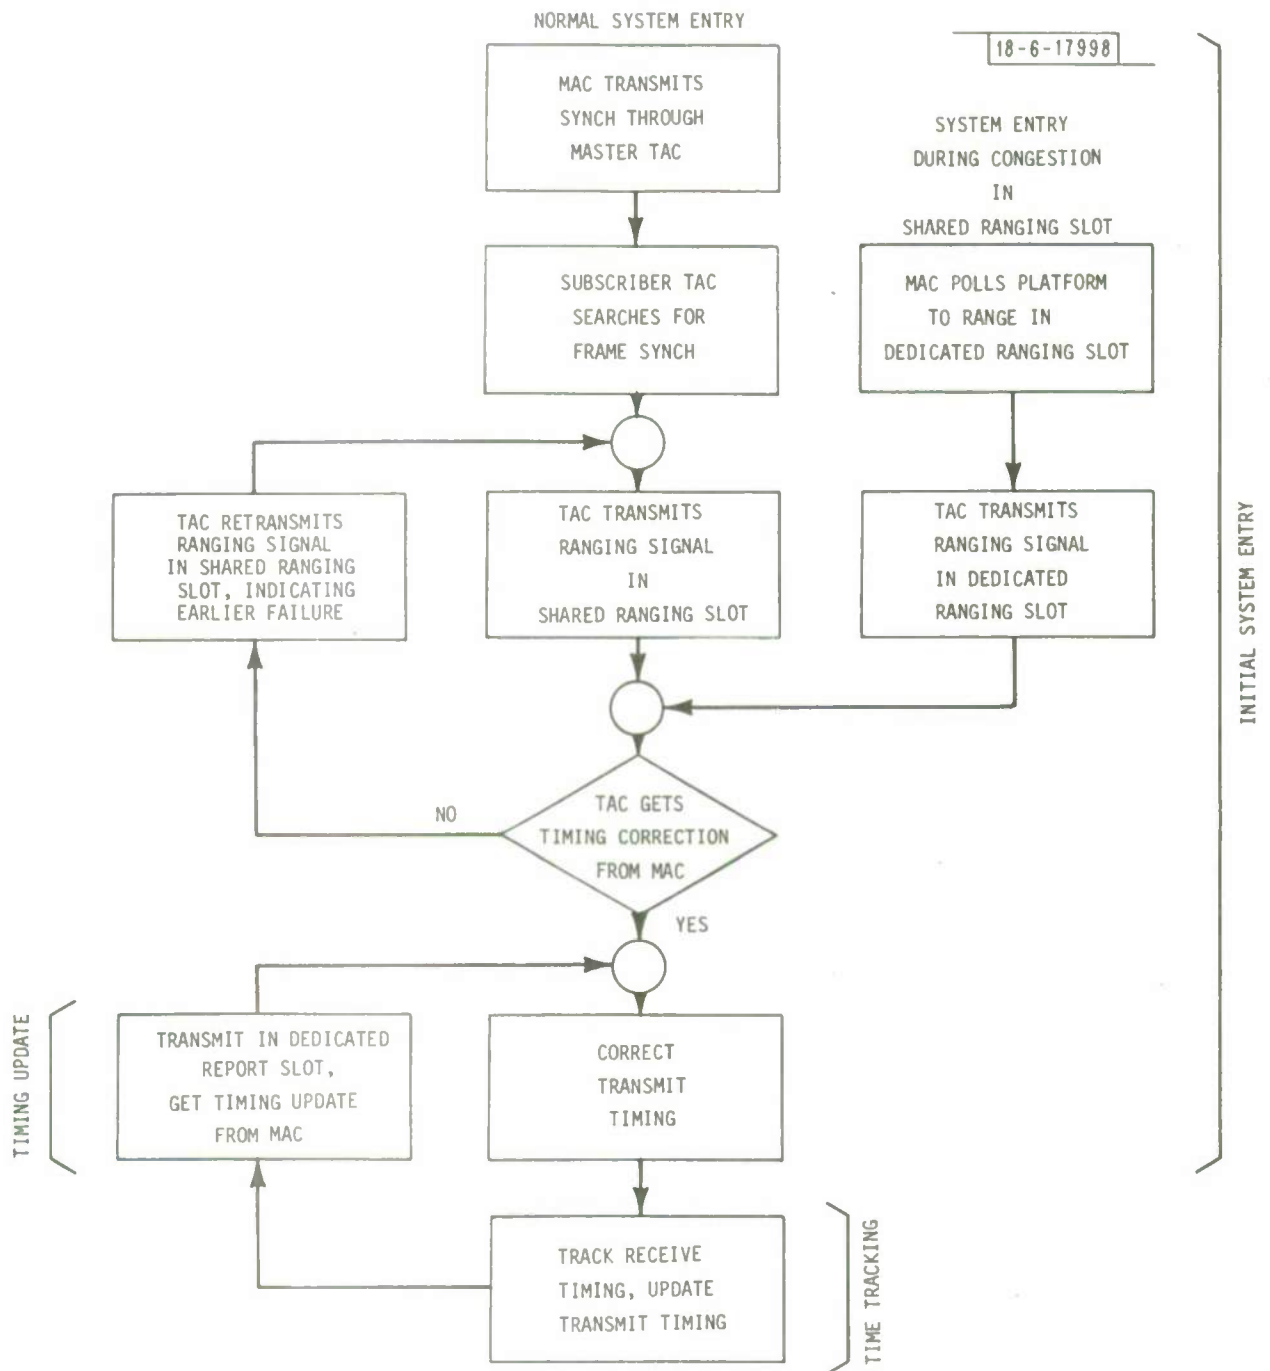 NORMAL SYSTEM ENTRY
18-6-17998
MAC TRANSMITS
SYNCH THROUGH
MASTER TAC
SYSTEM ENTRY
DURING CONGESTION
IN
SHARED RANGING SLOT
SUBSCRIBER TAC
SEARCHES FOR
FRAME SYNCH
MAC POLLS PLATFORM
TO RANGE IN
DEDICATED RANGING SLOT
TAC RETRANSMITS
RANGING SIGNAL
IN SHARED RANGING
SLOT, INDICATING
EARLIER FAILURE
TAC TRANSMITS
RANGING SIGNAL
IN
SHARED RANGING SLOT
TAC TRANSMITS
RANGING SIGNAL
IN DEDICATED
RANGING SLOT
INITIAL SYSTEM ENTRY
NO
TAC GETS
TIMING CORRECTION
FROM MAC
YES
TIMING UPDATE
TRANSMIT IN DEDICATED
REPORT SLOT,
GET TIMING UPDATE
FROM MAC
CORRECT
TRANSMIT
TIMING
TRACK RECEIVE
TIMING, UPDATE
TRANSMIT TIMING
TIME TRACKING